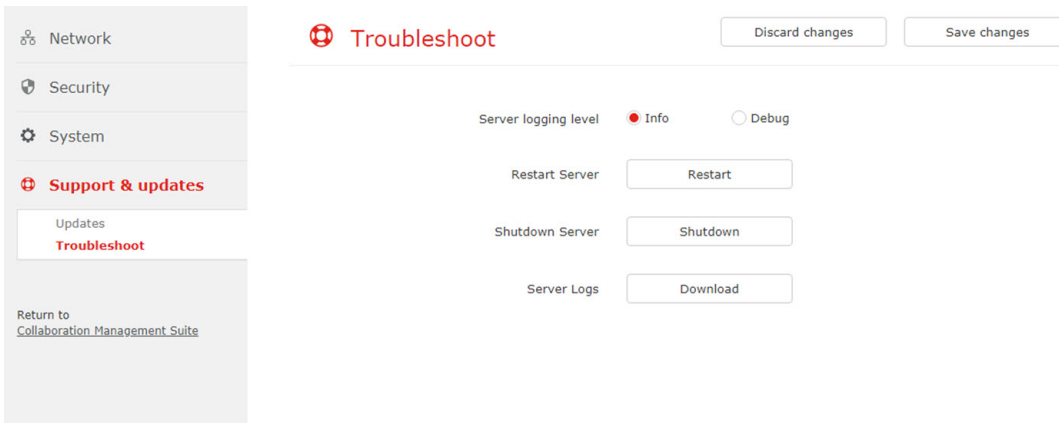 Network
Security
System
Support & updates
Updates
Troubleshoot
Return to
Collaboration Management Suite
Troubleshoot
Discard changes
Save changes
Server logging level
Info
Debug
Restart Server
Restart
Shutdown Server
Shutdown
Server Logs
Download